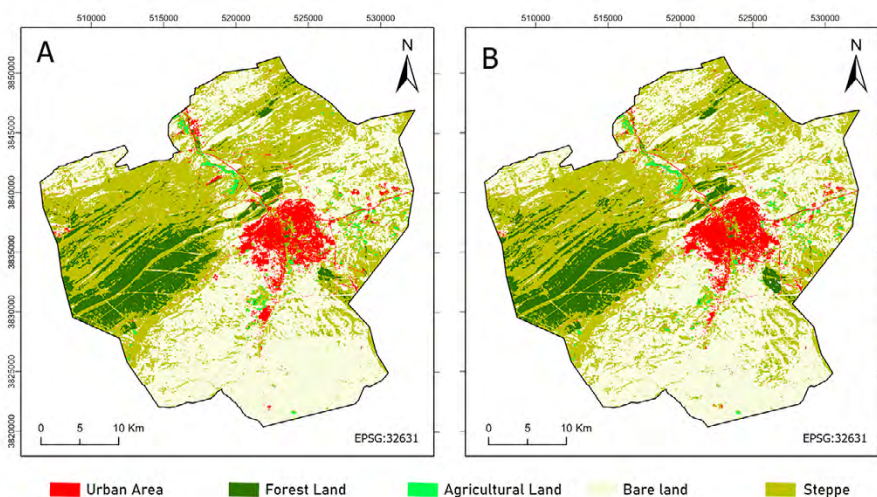 510000 515000 520000 525000 530000
510000 515000 520000 525000 530000
A
N
B
N
3850000
3845000
3840000
3835000
3830000
3825000
3820000
0 5 10 Km
EPSG:32631
0 5 10 Km
EPSG:32631
Urban Area
Forest Land
Agricultural Land
Bare land
Steppe